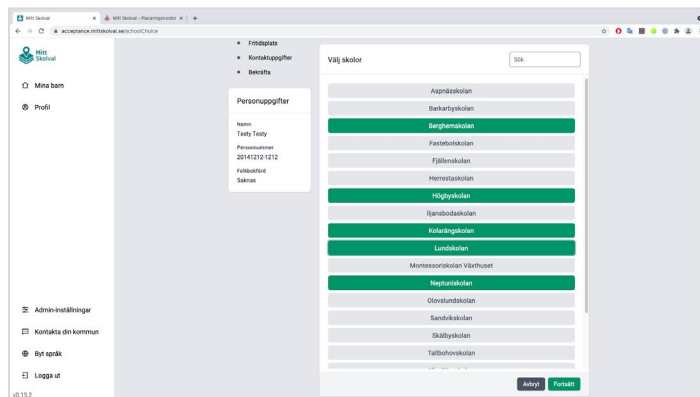 Mitt Skolval
Mitt Skolval - Placeringsrundor
acceptance.mittskolval.se/schoolChoice
Mitt
Skolval
Mina barn
Profil
Admin-inställningar
Kontakta din kommun
Byt språk
Logga ut
v0.15.2
Fritidsplats
Kontaktuppgifter
Bekräfta
Personuppgifter
Namn
Testy Testy
Personnummer
20141212-1212
Folkbokförd
Saknas
Välj skolor
Sök
Aspnässkolan
Barkarbyskolan
Berghemskolan
Fastebolskolan
Fjällenskolan
Herrestaskolan
Högbyskolan
Iljansbodaskolan
Kolarängskolan
Lundskolan
Montessoriskolan Växthuset
Neptuniskolan
Olovslundskolan
Sandvikskolan
Skälbyskolan
Tallbohovskolan
Avbryt Fortsätt